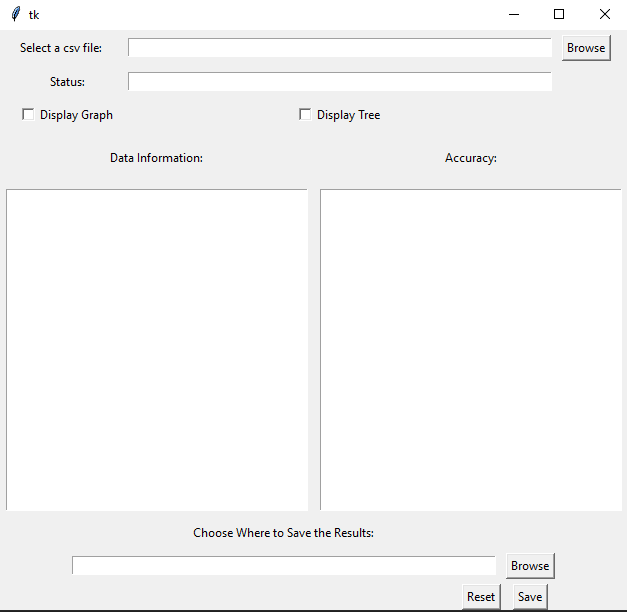 tk
Select a csv file: Browse
Status:
Display Graph Display Tree
Data Information: Accuracy:
Choose Where to Save the Results:
Browse
Reset Save